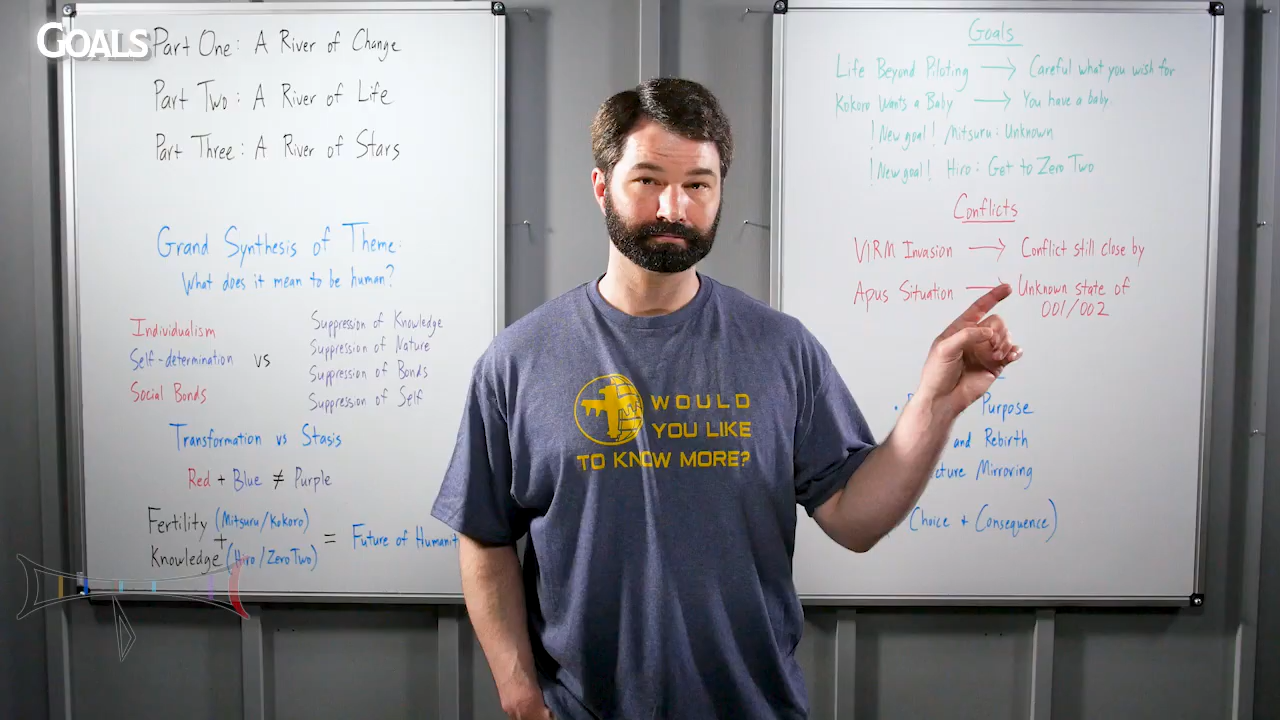 GOALS
Part One: A River of Change
Part Two: A River of Life
Part Three: A River of Stars
Grand Synthesis of Theme:
What does it mean to be human?
Individualism
Self-determination
Social Bonds
vs
Suppression of Knowledge
Suppression of Nature
Suppression of Bonds
Suppression of Self
Transformation vs Stasis
Red + Blue ≠ Purple
Fertility (Mitsuru/Kokoro)
+
Knowledge (Hiro/Zero Two)
= Future of Humanit
WOULD
YOU LIKE
TO KNOW MORE?
Goals
Life Beyond Piloting → Careful what you wish for
Kokoro Wants a Baby → You have a baby
! New goal! Mitsuru: Unknown
! New goal! Hiro: Get to Zero Two
Conflicts
VIRM Invasion → Conflict still close by
Apus Situation → Unknown state of
001/002
Purpose
and Rebirth
cture Mirroring
(Choice + Consequence)